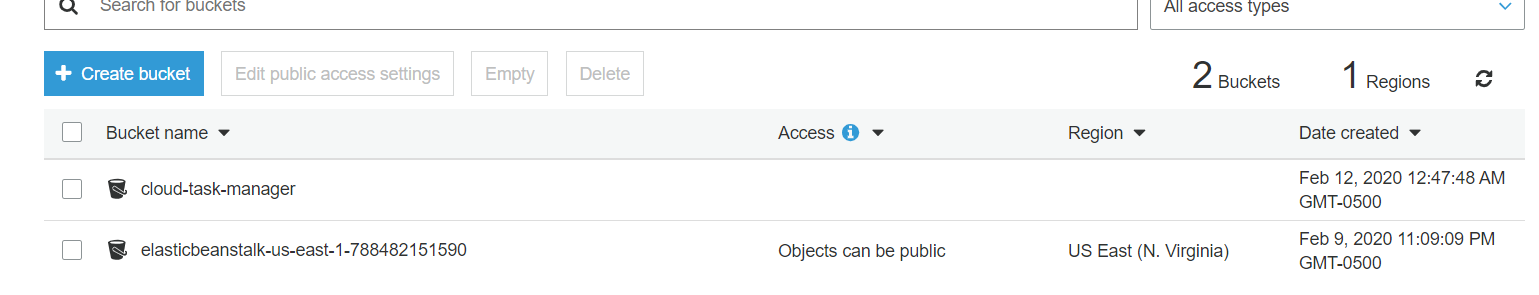 Search for buckets
All access types
Create bucket
Edit public access settings
Empty
Delete
2 Buckets
1 Regions
Bucket name
Access
Region
Date created
cloud-task-manager
Feb 12, 2020 12:47:48 AM
GMT-0500
elasticbeanstalk-us-east-1-788482151590
Objects can be public
US East (N. Virginia)
Feb 9, 2020 11:09:09 PM
GMT-0500